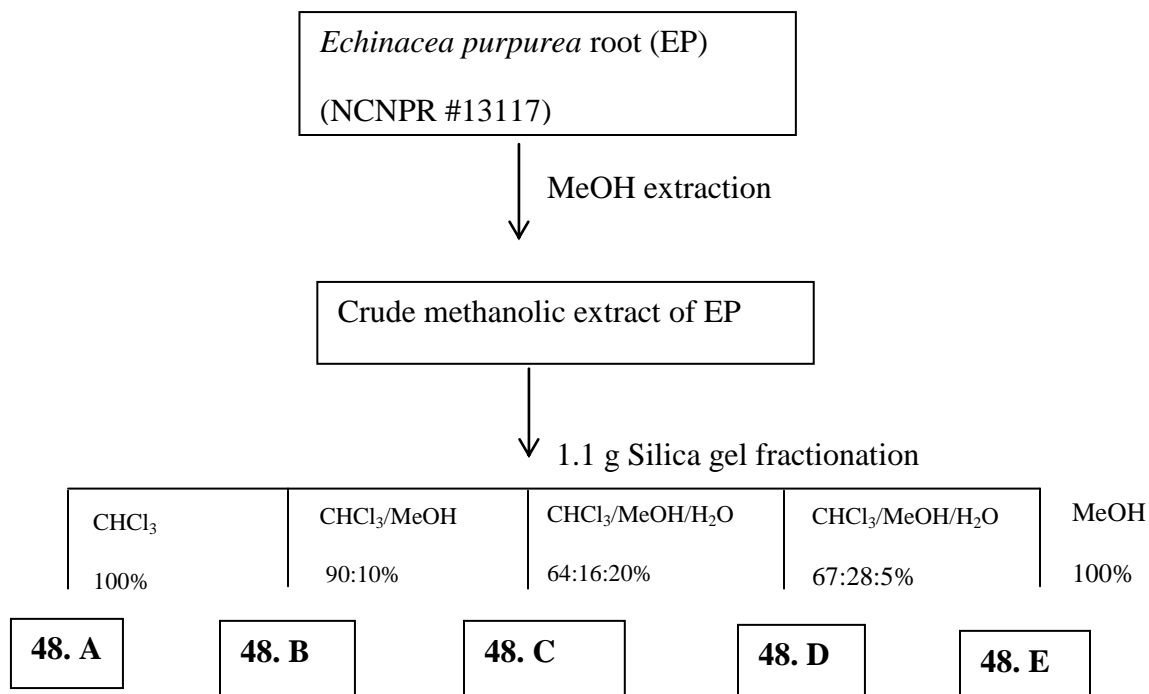 Echinacea purpurea root (EP)
(NCNPR #13117)
MeOH extraction
Crude methanolic extract of EP
1.1 g Silica gel fractionation
CHCl₃
100%
CHCl₃/MeOH
90:10%
CHCl₃/MeOH/H₂O
64:16:20%
CHCl₃/MeOH/H₂O
67:28:5%
MeOH
100%
48. A
48. B
48. C
48. D
48. E